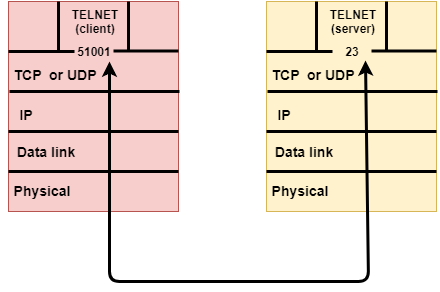 TELNET
(client)
51001
TCP or UDP
IP
Data link
Physical
TELNET
(server)
23
TCP or UDP
IP
Data link
Physical